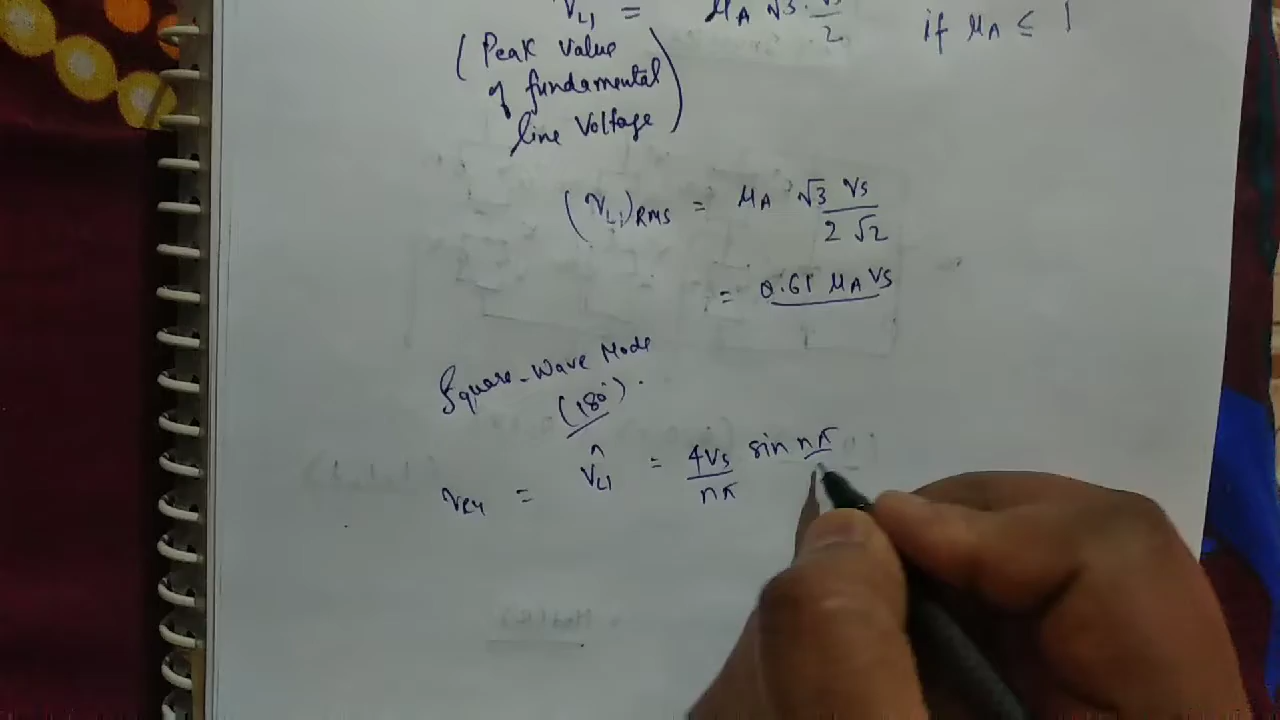 V̂L1 = MA √3 · Vs/2 if MA ≤ 1
(Peak value
of fundamental
line Voltage)
(VL1)RMS = MA √3 Vs / 2√2
= 0.61 MA Vs
Square-Wave Mode
(180°).
VRY = V̂L1 = 4Vs/nπ sin nπ